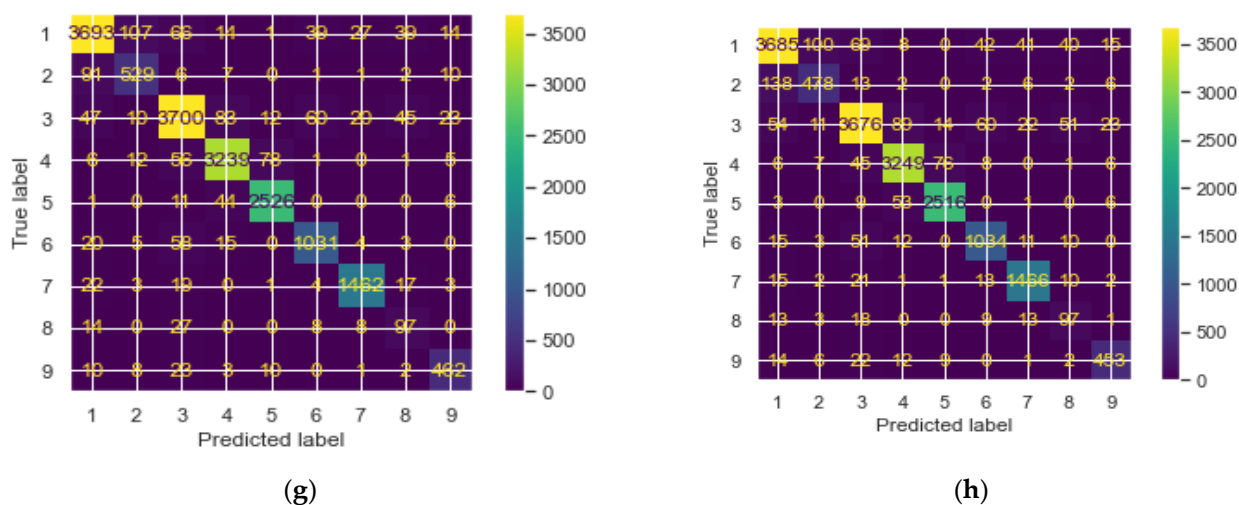 1 3693 107 66 14 1 39 27 39 14
2 91 529 6 7 0 1 1 2 10
3 47 10 3700 83 12 60 20 45 23
4 6 12 56 3239 78 1 0 1 5
5 1 0 11 44 2526 0 0 0 6
6 20 5 58 15 0 1031 4 3 0
7 22 3 19 0 1 4 1462 17 3
8 14 0 27 0 0 8 8 97 0
9 10 8 23 3 10 0 1 2 462
1 2 3 4 5 6 7 8 9
Predicted label
True label
3500
3000
2500
2000
1500
1000
500
0
(g)
1 3685 100 69 8 0 42 41 40 15
2 138 478 13 2 0 2 6 2 6
3 54 11 3676 89 14 60 22 51 23
4 6 7 45 3249 76 8 0 1 6
5 3 0 9 53 2516 0 1 0 6
6 15 3 51 12 0 1034 11 10 0
7 15 2 21 1 1 13 1466 10 2
8 13 3 18 0 0 9 13 97 1
9 14 6 22 12 9 0 1 2 453
1 2 3 4 5 6 7 8 9
Predicted label
True label
3500
3000
2500
2000
1500
1000
500
0
(h)